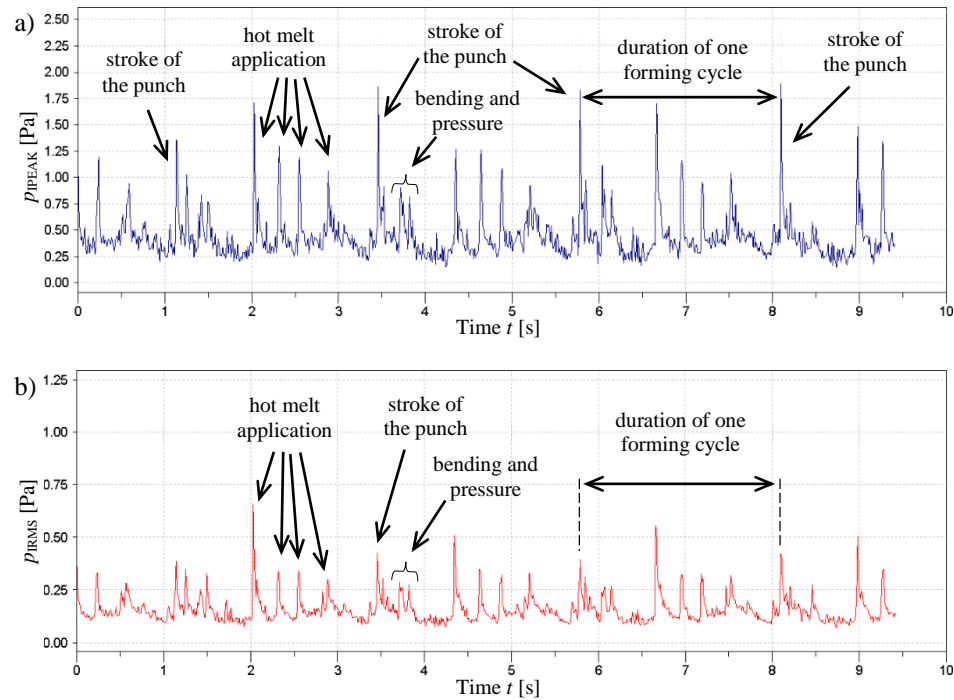 a)
p_IPEAK [Pa]
2.50
2.25
2.00
1.75
1.50
1.25
1.00
0.75
0.50
0.25
0.00
stroke of
the punch
hot melt
application
stroke of
the punch
bending and
pressure
duration of one
forming cycle
stroke of
the punch
0 1 2 3 4 5 6 7 8 9 10
Time t [s]
b)
p_IRMS [Pa]
1.25
1.00
0.75
0.50
0.25
0.00
hot melt
application
stroke of
the punch
bending and
pressure
duration of one
forming cycle
0 1 2 3 4 5 6 7 8 9 10
Time t [s]